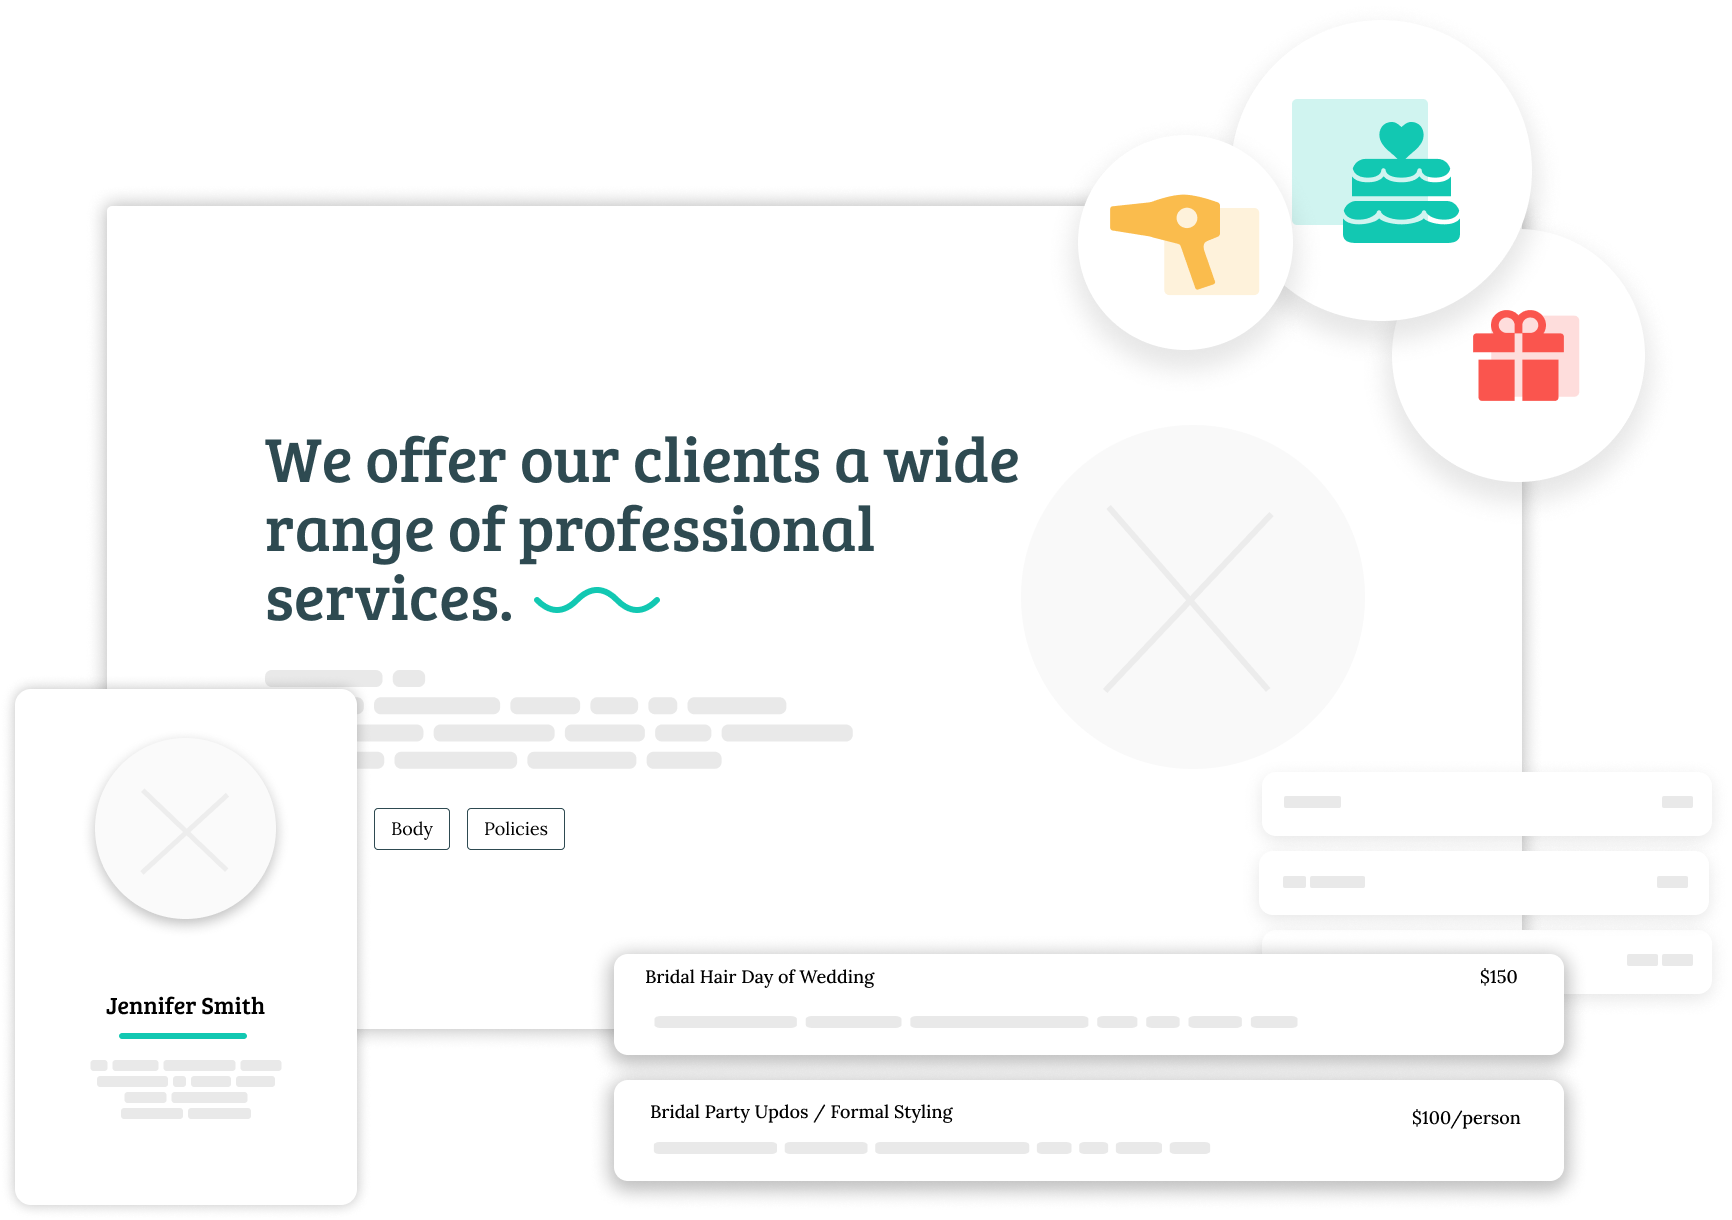 We offer our clients a wide
range of professional
services.
Body
Policies
Jennifer Smith
Bridal Hair Day of Wedding
$150
Bridal Party Updos / Formal Styling
$100/person